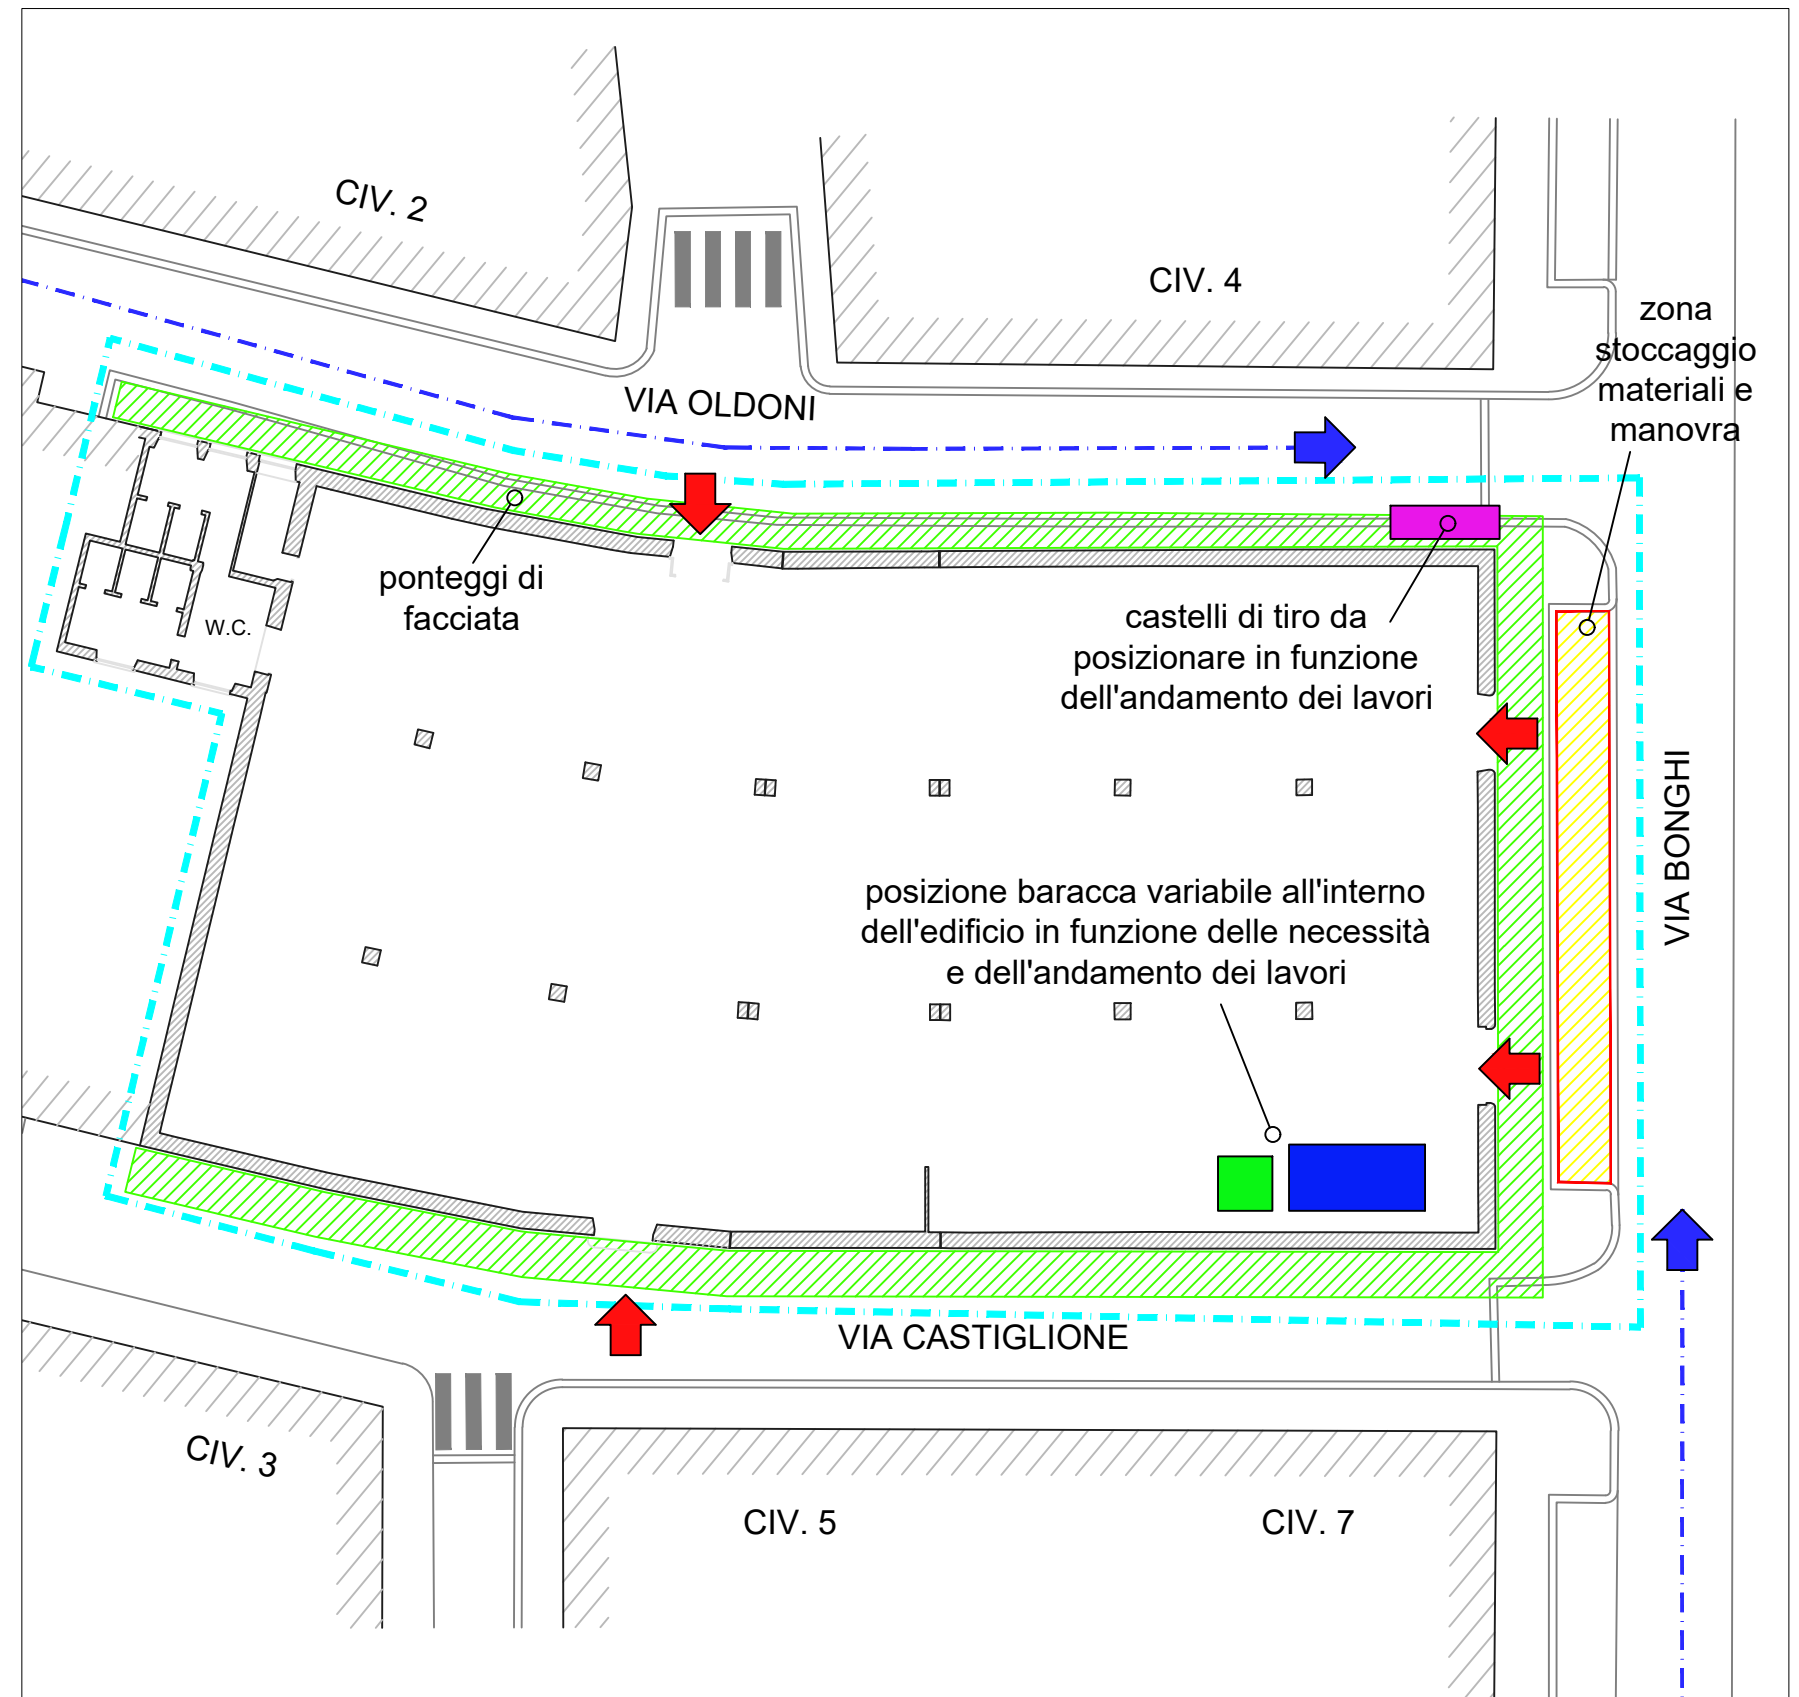 CIV. 2
CIV. 4
zona
stoccaggio
materiali e
manovra
VIA OLDONI
ponteggi di
facciata
W.C.
castelli di tiro da
posizionare in funzione
dell'andamento dei lavori
VIA BONGHI
posizione baracca variabile all'interno
dell'edificio in funzione delle necessità
e dell'andamento dei lavori
VIA CASTIGLIONE
CIV. 3
CIV. 5
CIV. 7